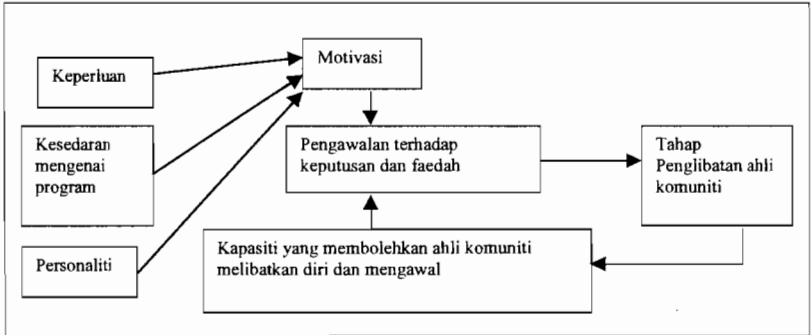 Motivasi
Keperluan
Kesedaran
mengenai
program
Pengawalan terhadap
keputusan dan faedah
Tahap
Penglibatan ahli
komuniti
Personaliti
Kapasiti yang membolehkan ahli komuniti
melibatkan diri dan mengawal